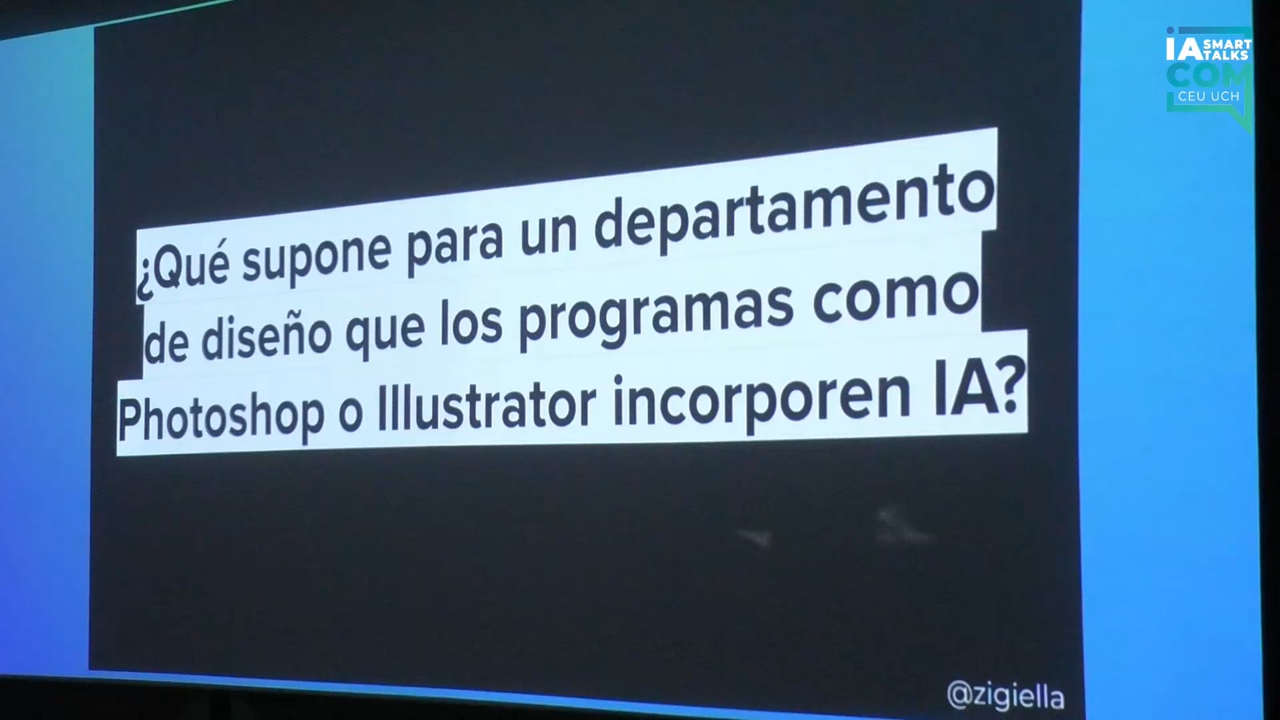 IA SMART
TALKS
COM
CEU UCH
¿Qué supone para un departamento
de diseño que los programas como
Photoshop o Illustrator incorporen IA?
@zigiella